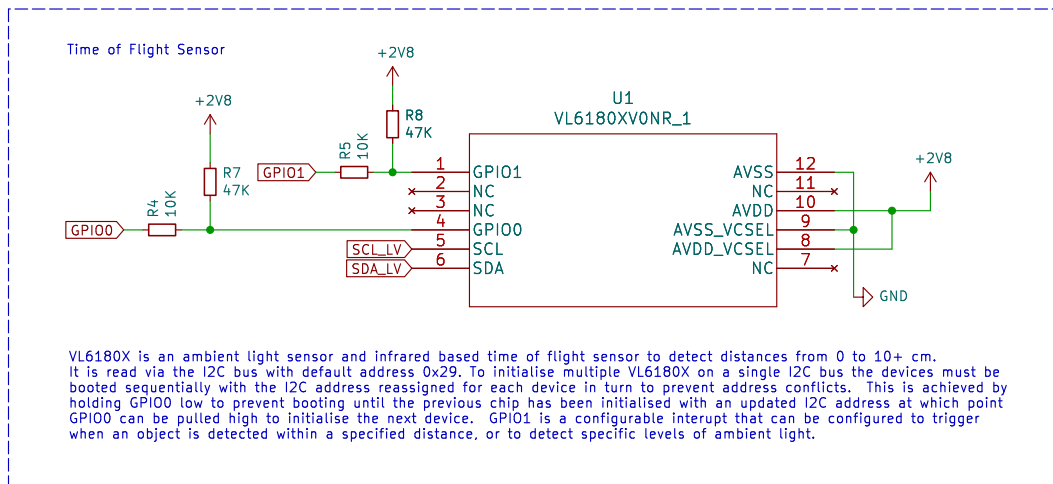 Time of Flight Sensor
+2V8
+2V8
R8
47K
R5
10K
GPIO1
R7
47K
R4
10K
GPIO0
SCL_LV
SDA_LV
U1
VL6180XV0NR_1
1
GPIO1
2
NC
3
NC
4
GPIO0
5
SCL
6
SDA
AVSS
12
NC
11
AVDD
10
AVSS_VCSEL
9
AVDD_VCSEL
8
NC
7
+2V8
GND
VL6180X is an ambient light sensor and infrared based time of flight sensor to detect distances from 0 to 10+ cm.
It is read via the I2C bus with default address 0x29. To initialise multiple VL6180X on a single I2C bus the devices must be
booted sequentially with the I2C address reassigned for each device in turn to prevent address conflicts.  This is achieved by
holding GPIO0 low to prevent booting until the previous chip has been initialised with an updated I2C address at which point
GPIO0 can be pulled high to initialise the next device.  GPIO1 is a configurable interupt that can be configured to trigger
when an object is detected within a specified distance, or to detect specific levels of ambient light.